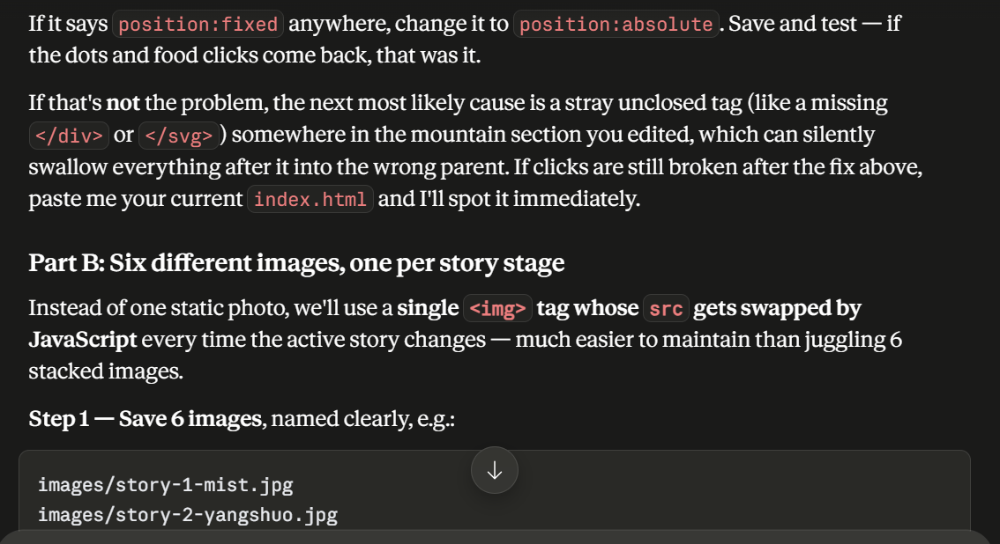 If it says position:fixed anywhere, change it to position:absolute. Save and test — if
the dots and food clicks come back, that was it.
If that's not the problem, the next most likely cause is a stray unclosed tag (like a missing
</div> or </svg>) somewhere in the mountain section you edited, which can silently
swallow everything after it into the wrong parent. If clicks are still broken after the fix above,
paste me your current index.html and I'll spot it immediately.
Part B: Six different images, one per story stage
Instead of one static photo, we'll use a single <img> tag whose src gets swapped by
JavaScript every time the active story changes — much easier to maintain than juggling 6
stacked images.
Step 1 — Save 6 images, named clearly, e.g.:
images/story-1-mist.jpg
images/story-2-yangshuo.jpg